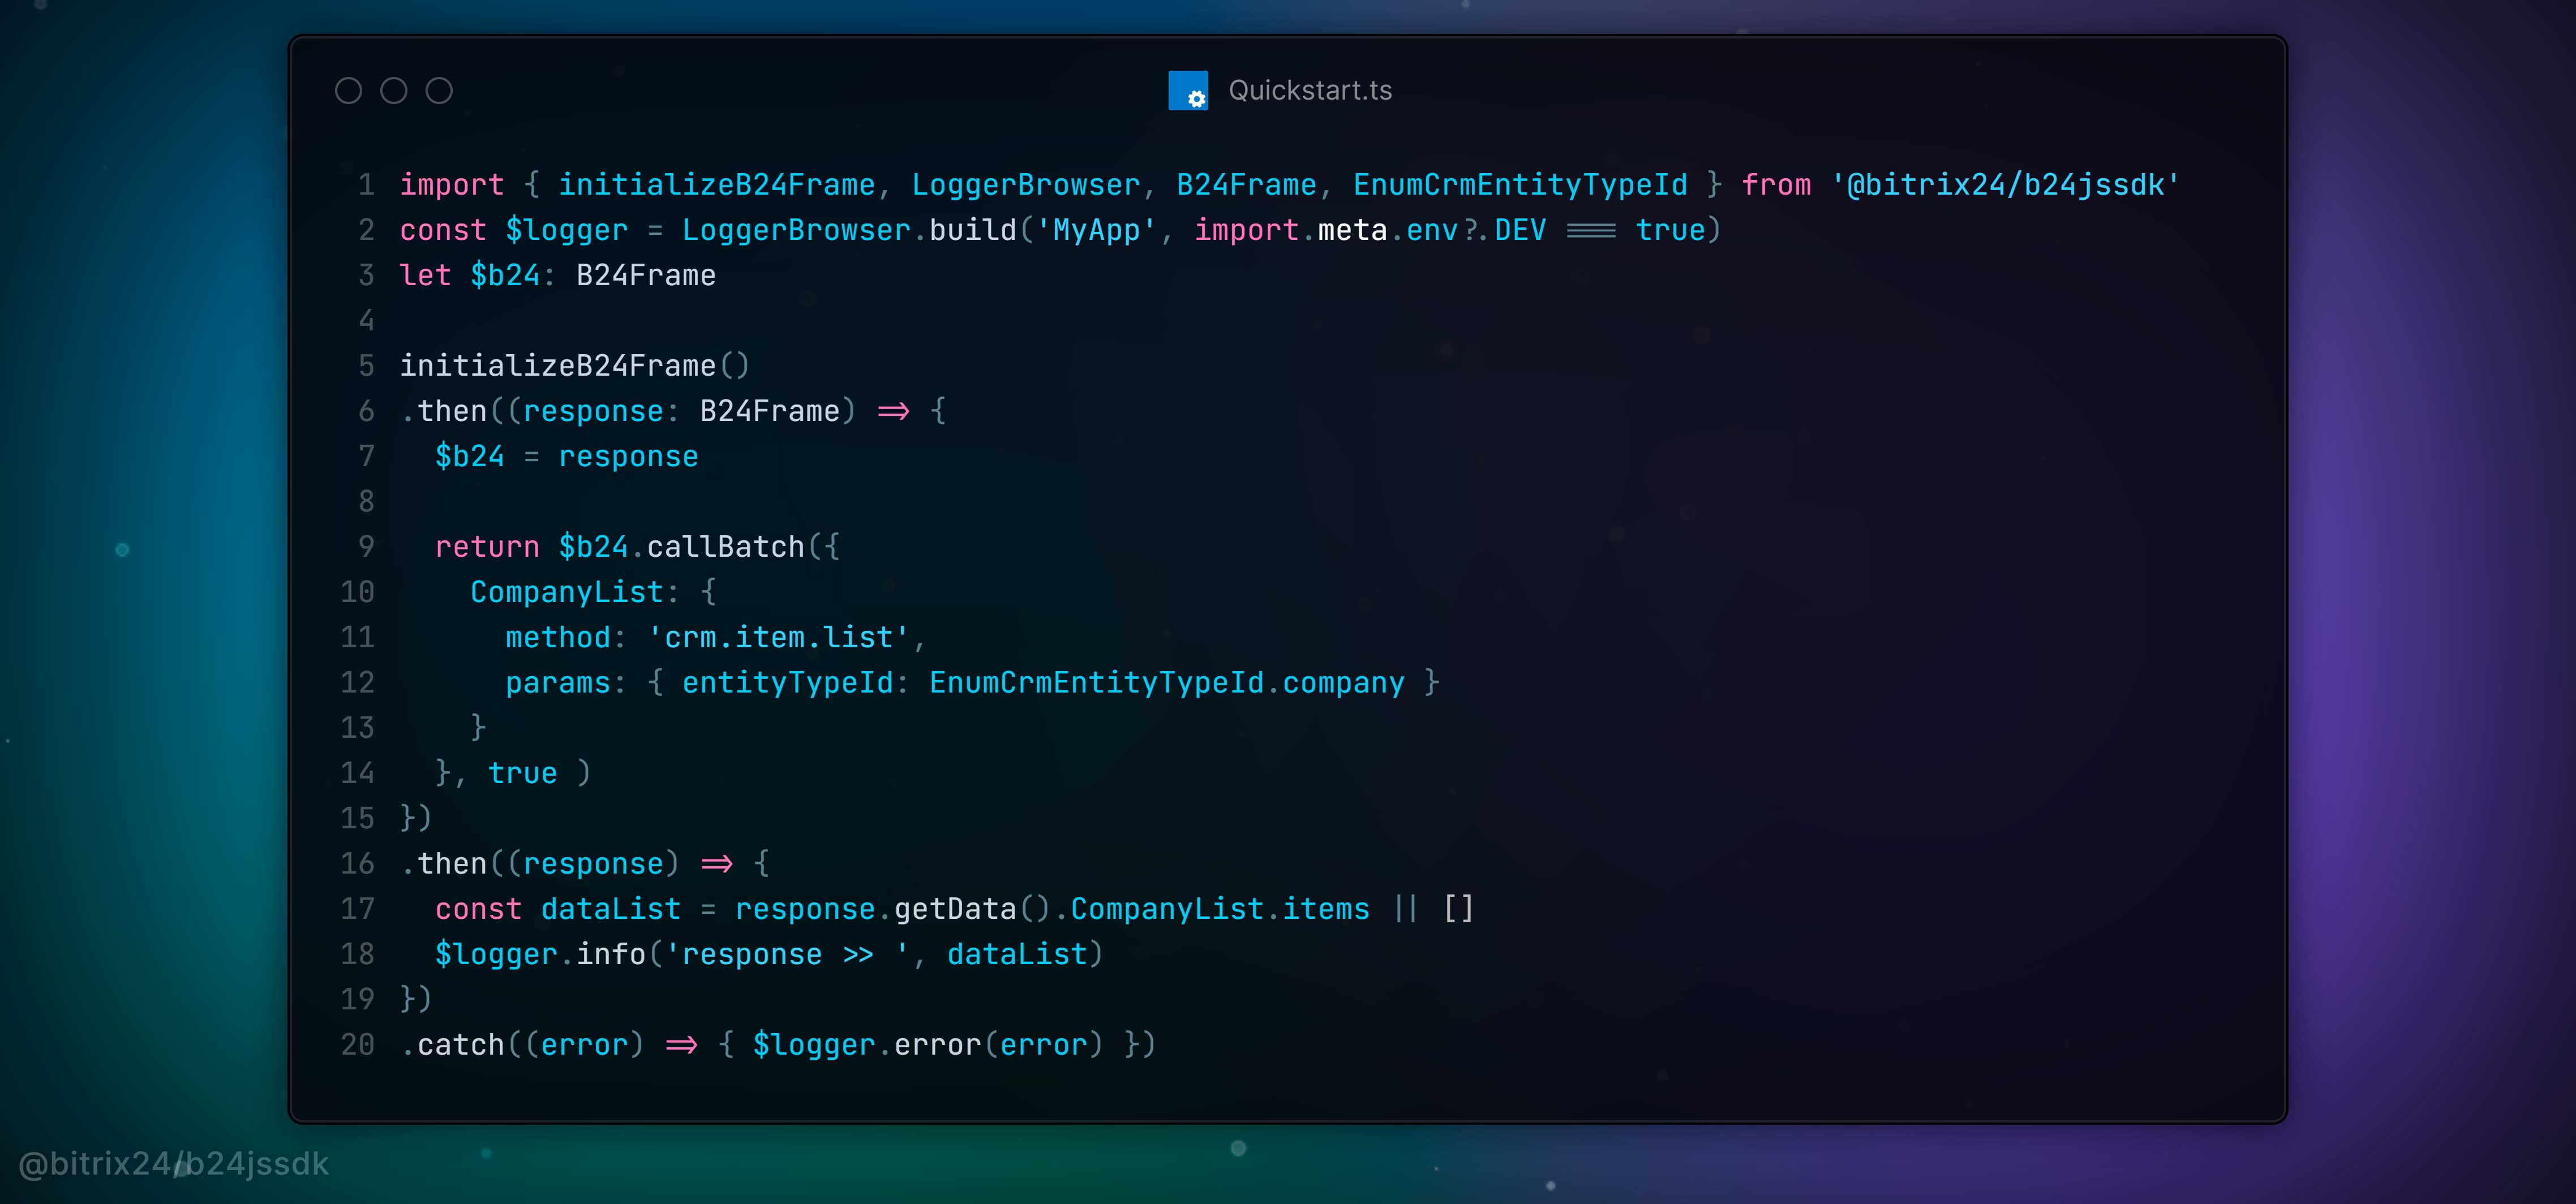 Quickstart.ts
1 import { initializeB24Frame, LoggerBrowser, B24Frame, EnumCrmEntityTypeId } from '@bitrix24/b24jssdk'
2 const $logger = LoggerBrowser.build('MyApp', import.meta.env?.DEV === true)
3 let $b24: B24Frame
4
5 initializeB24Frame()
6 .then((response: B24Frame) => {
7   $b24 = response
8
9   return $b24.callBatch({
10     CompanyList: {
11       method: 'crm.item.list',
12       params: { entityTypeId: EnumCrmEntityTypeId.company }
13     }
14   }, true )
15 })
16 .then((response) => {
17   const dataList = response.getData().CompanyList.items || []
18   $logger.info('response >> ', dataList)
19 })
20 .catch((error) => { $logger.error(error) })
@bitrix24/b24jssdk